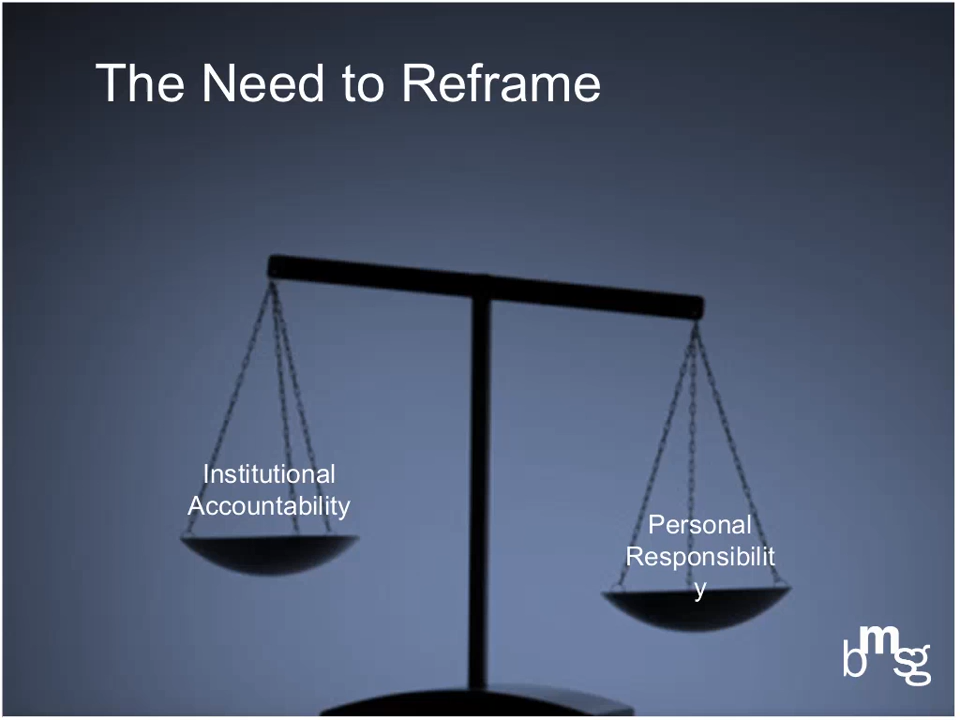 The Need to Reframe
Institutional
Accountability
Personal
Responsibilit
y
bmsg